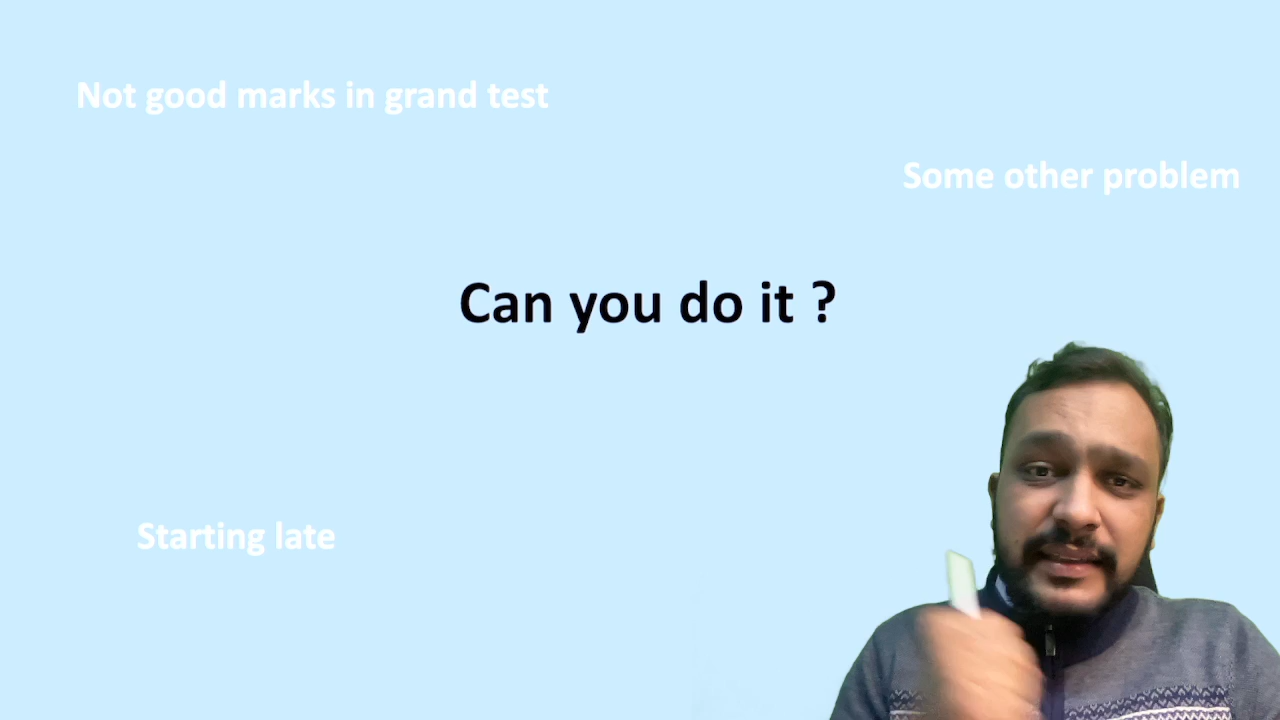 Not good marks in grand test
Some other problem
Can you do it ?
Starting late